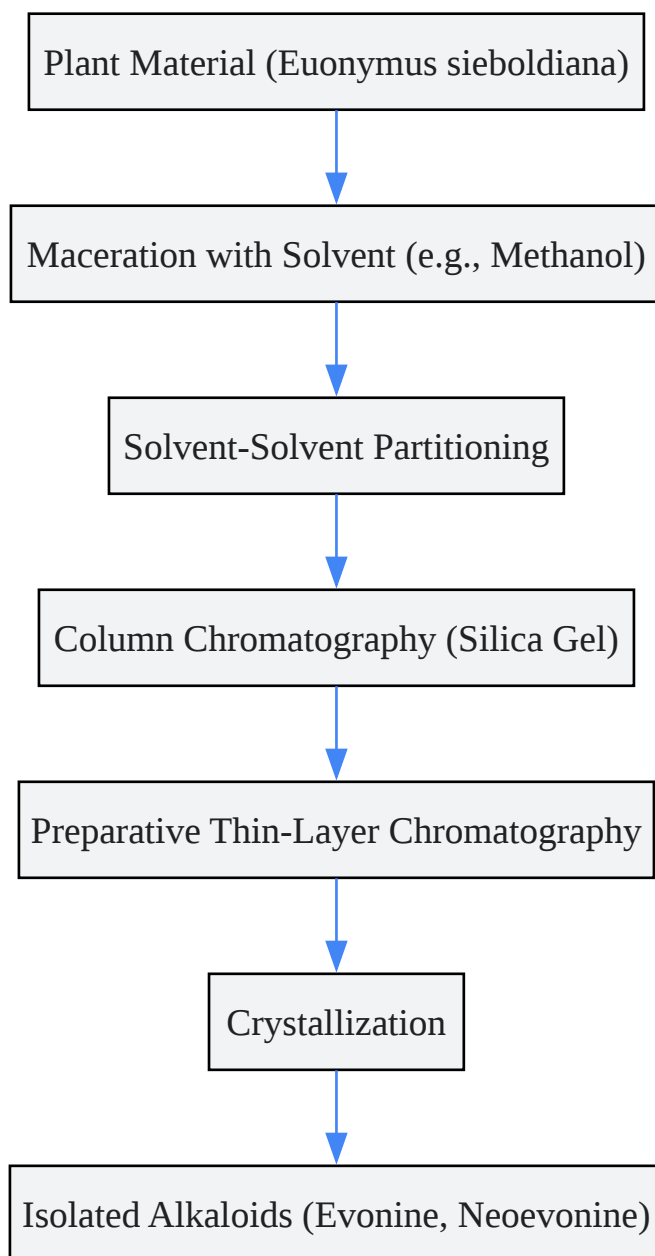 Plant Material (Euonymus sieboldiana)
Maceration with Solvent (e.g., Methanol)
Solvent-Solvent Partitioning
Column Chromatography (Silica Gel)
Preparative Thin-Layer Chromatography
Crystallization
Isolated Alkaloids (Evonine, Neoevonine)